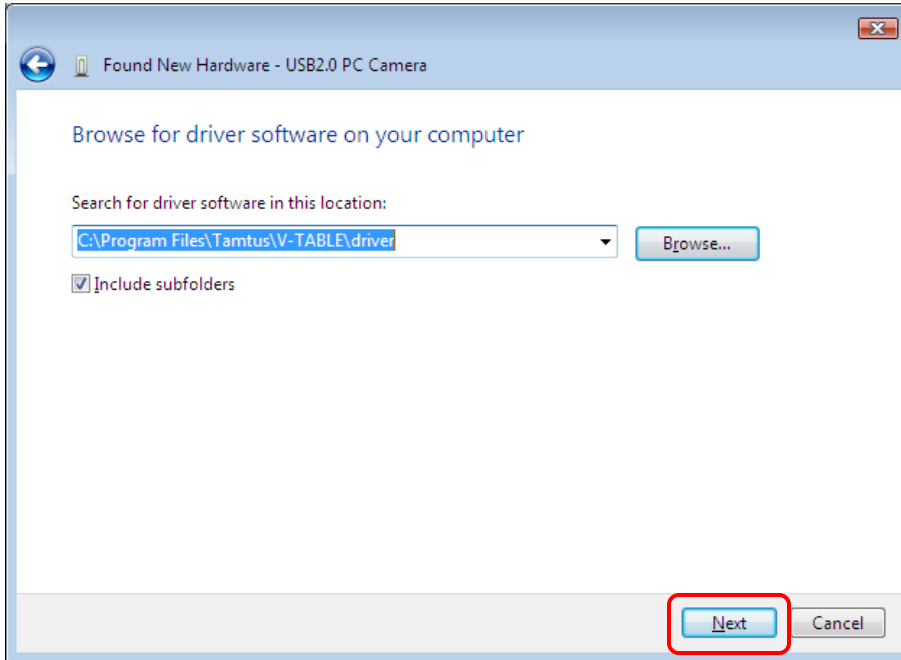 Found New Hardware - USB2.0 PC Camera
Browse for driver software on your computer
Search for driver software in this location:
C:\Program Files\Tamtus\V-TABLE\driver
Browse...
Include subfolders
Next
Cancel